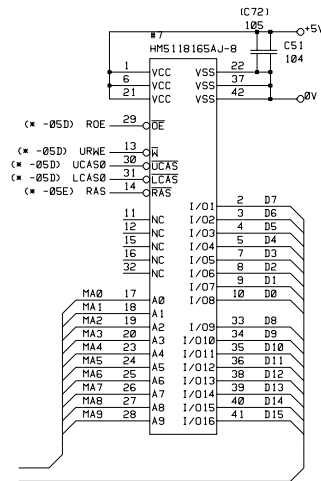 (C72)
105
+5V
#7
HM5118165AJ-8
C51
104
1 VCC VSS 22
6 VCC VSS 37
21 VCC VSS 42
0V
(* -05D) ROE 29 OE
(* -05D) URWE 13 W
(* -05D) UCAS0 30 UCAS
(* -05D) LCAS0 31 LCAS
(* -05E) RAS 14 RAS
I/O1 2 D7
11 NC I/O2 3 D6
12 NC I/O3 4 D5
15 NC I/O4 5 D4
16 NC I/O5 7 D3
32 NC I/O6 8 D2
I/O7 9 D1
MA0 17 A0 I/O8 10 D0
MA1 18 A1
MA2 19 A2 I/O9 33 D8
MA3 20 A3 I/O10 34 D9
MA4 23 A4 I/O11 35 D10
MA5 24 A5 I/O12 36 D11
MA6 25 A6 I/O13 38 D12
MA7 26 A7 I/O14 39 D13
MA8 27 A8 I/O15 40 D14
MA9 28 A9 I/O16 41 D15